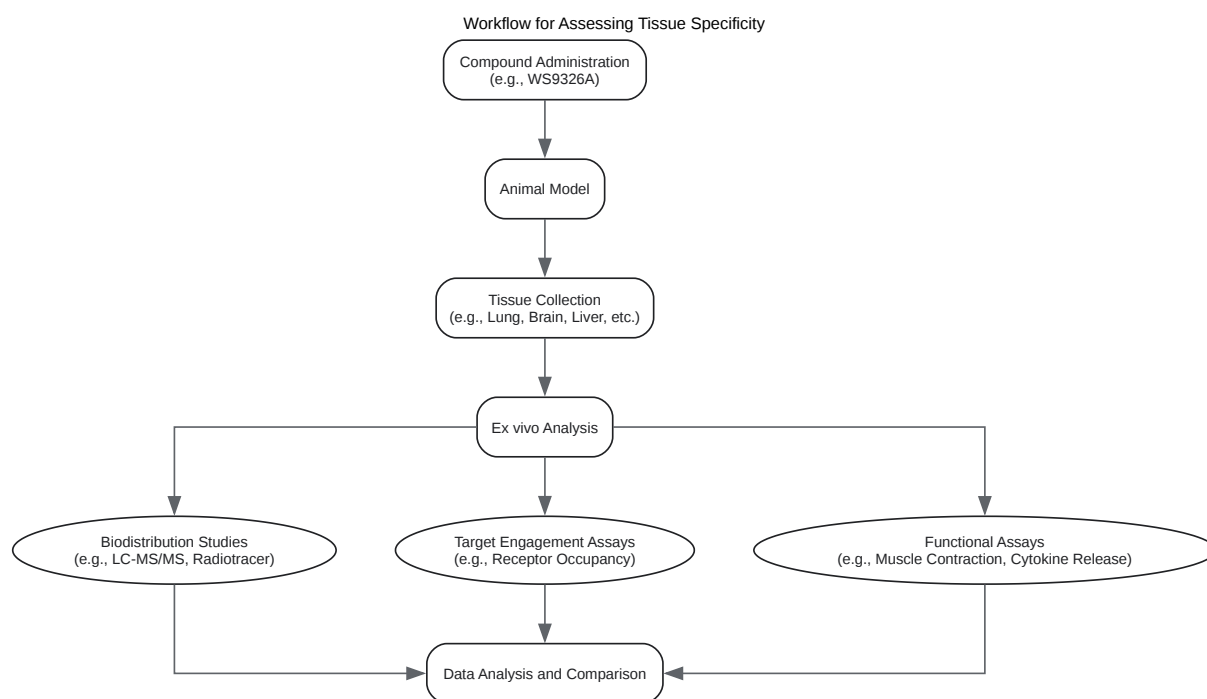 Workflow for Assessing Tissue Specificity
Compound Administration
(e.g., WS9326A)
Animal Model
Tissue Collection
(e.g., Lung, Brain, Liver, etc.)
Ex vivo Analysis
Biodistribution Studies
(e.g., LC-MS/MS, Radiotracer)
Target Engagement Assays
(e.g., Receptor Occupancy)
Functional Assays
(e.g., Muscle Contraction, Cytokine Release)
Data Analysis and Comparison